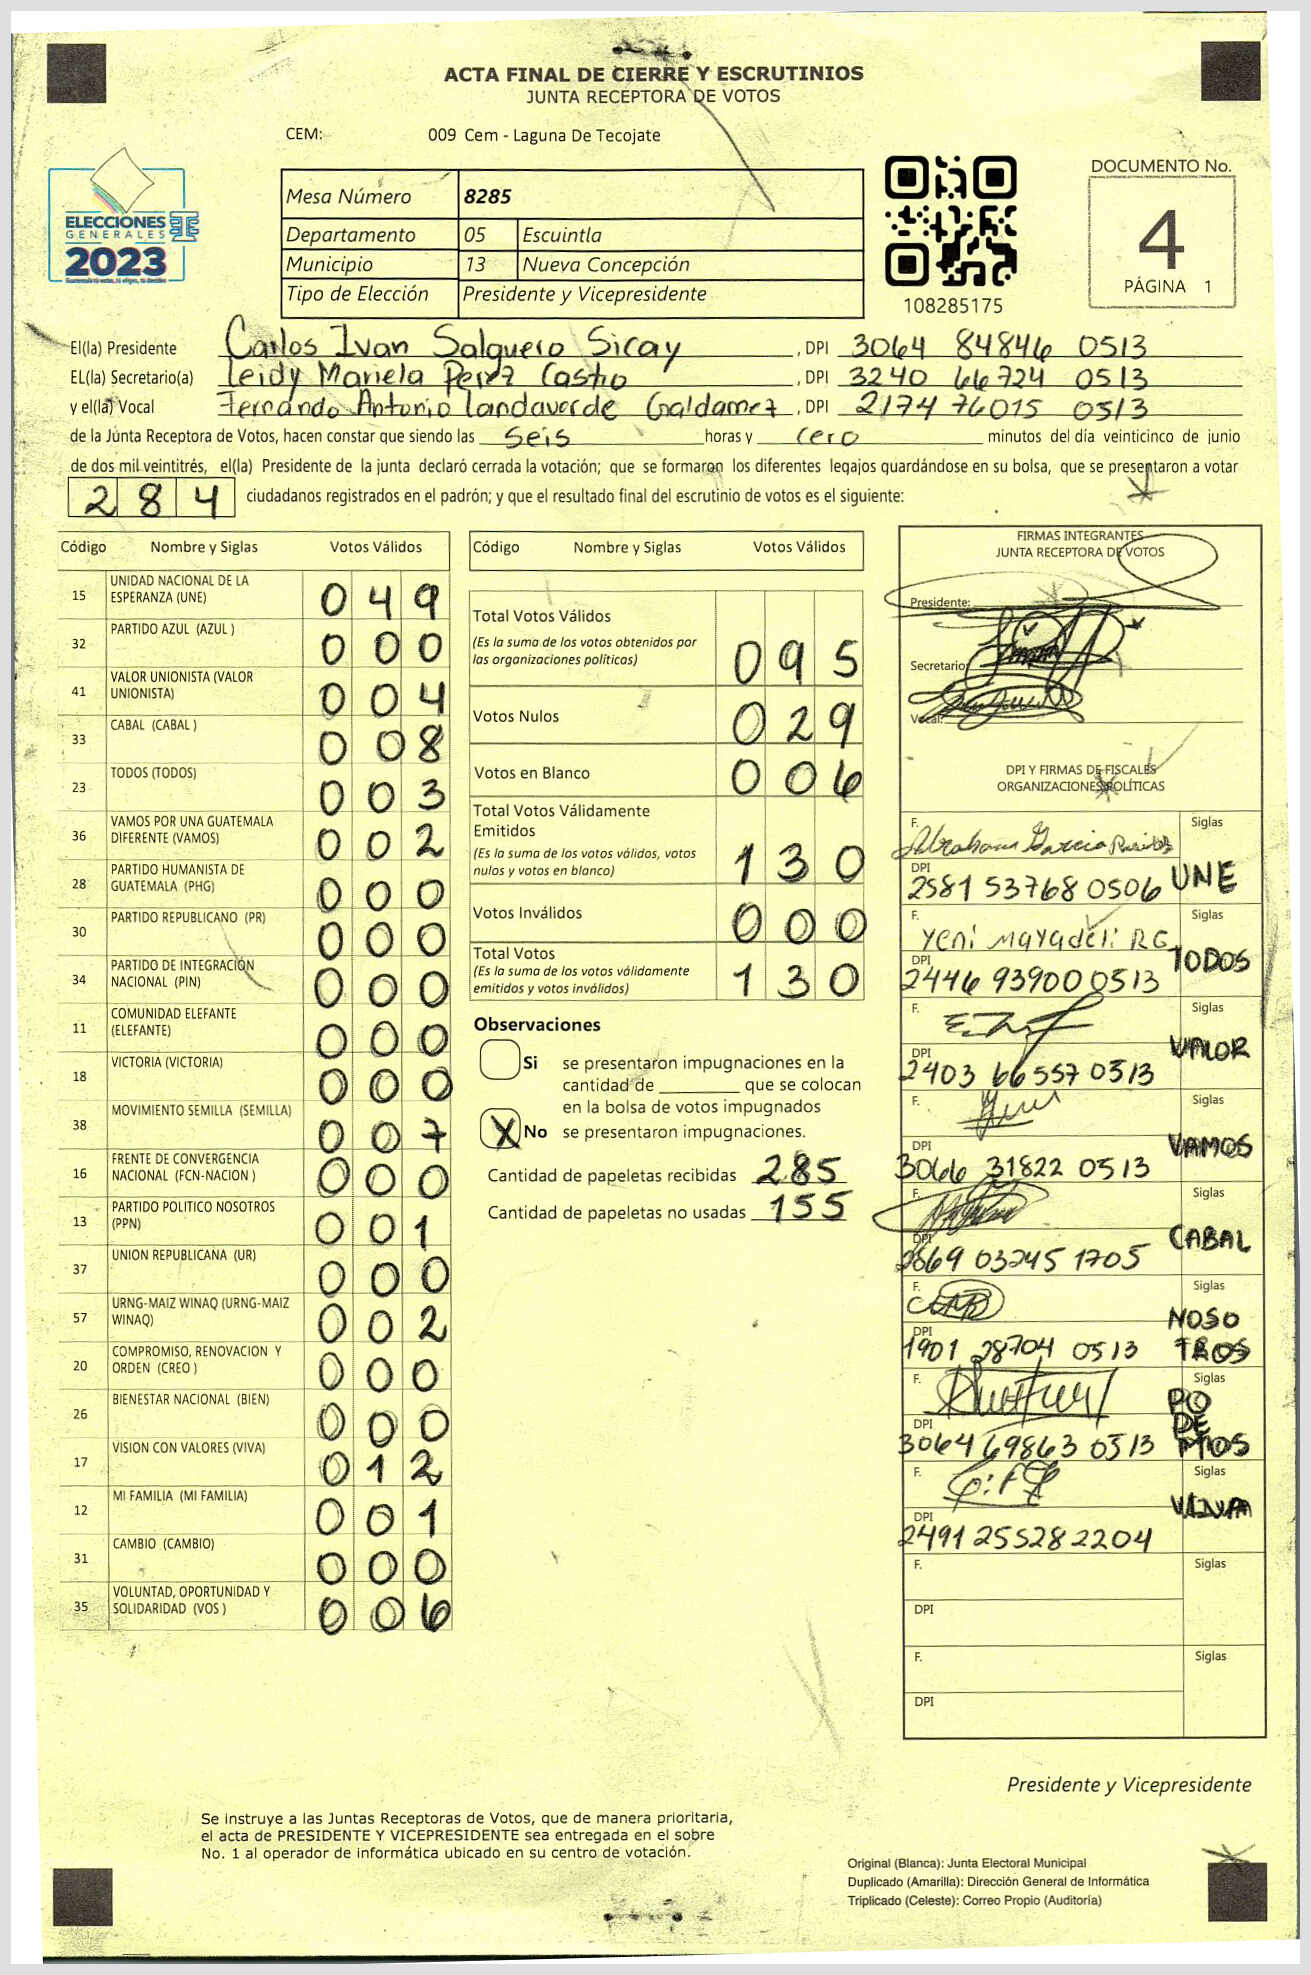 ACTA FINAL DE CIERRE Y ESCRUTINIOS
JUNTA RECEPTORA DE VOTOS
CEM: 009 Cem - Laguna De Tecojate
ELECCIONES
GENERALES
2023
Mesa Número 8285
Departamento 05 Escuintla
Municipio 13 Nueva Concepción
Tipo de Elección Presidente y Vicepresidente
108285175
DOCUMENTO No.
4
PÁGINA 1
El(la) Presidente Carlos Ivan Salguero Sicay , DPI 3064 84846 0513
EL(la) Secretario(a) Leidy Mariela Perez Castro , DPI 3240 66724 0513
y el(la) Vocal Fernando Antonio Landaverde Galdamez , DPI 2174 76015 0513
de la Junta Receptora de Votos, hacen constar que siendo las seis horas y cero minutos del día veinticinco de junio
de dos mil veintitrés, el(la) Presidente de la junta declaró cerrada la votación; que se formaron los diferentes legajos guardándose en su bolsa, que se presentaron a votar
284 ciudadanos registrados en el padrón; y que el resultado final del escrutinio de votos es el siguiente:
Código Nombre y Siglas Votos Válidos
15 UNIDAD NACIONAL DE LA ESPERANZA (UNE) 049
32 PARTIDO AZUL (AZUL ) 000
41 VALOR UNIONISTA (VALOR UNIONISTA) 004
33 CABAL (CABAL ) 008
23 TODOS (TODOS) 003
36 VAMOS POR UNA GUATEMALA DIFERENTE (VAMOS) 002
28 PARTIDO HUMANISTA DE GUATEMALA (PHG) 000
30 PARTIDO REPUBLICANO (PR) 000
34 PARTIDO DE INTEGRACIÓN NACIONAL (PIN) 000
11 COMUNIDAD ELEFANTE (ELEFANTE) 000
18 VICTORIA (VICTORIA) 000
38 MOVIMIENTO SEMILLA (SEMILLA) 007
16 FRENTE DE CONVERGENCIA NACIONAL (FCN-NACION ) 000
13 PARTIDO POLITICO NOSOTROS (PPN) 001
37 UNION REPUBLICANA (UR) 000
57 URNG-MAIZ WINAQ (URNG-MAIZ WINAQ) 002
20 COMPROMISO, RENOVACION Y ORDEN (CREO ) 000
26 BIENESTAR NACIONAL (BIEN) 000
17 VISION CON VALORES (VIVA) 012
12 MI FAMILIA (MI FAMILIA) 001
31 CAMBIO (CAMBIO) 000
35 VOLUNTAD, OPORTUNIDAD Y SOLIDARIDAD (VOS ) 006
Código Nombre y Siglas Votos Válidos
Total Votos Válidos
(Es la suma de los votos obtenidos por
las organizaciones políticas) 095
Votos Nulos 029
Votos en Blanco 006
Total Votos Válidamente
Emitidos
(Es la suma de los votos válidos, votos
nulos y votos en blanco) 130
Votos Inválidos 000
Total Votos
(Es la suma de los votos válidamente
emitidos y votos inválidos) 130
Observaciones
Si se presentaron impugnaciones en la
cantidad de ________ que se colocan
en la bolsa de votos impugnados
X No se presentaron impugnaciones.
Cantidad de papeletas recibidas 285
Cantidad de papeletas no usadas 155
FIRMAS INTEGRANTES
JUNTA RECEPTORA DE VOTOS
Presidente:
Secretario:
Vocal:
DPI Y FIRMAS DE FISCALES
ORGANIZACIONES POLÍTICAS
F. Abraham Garcia Siglas
DPI 2581 53768 0506 UNE
F. Yeni Mayadeli RG Siglas
DPI 2446 93900 0513 TODOS
F. Siglas
DPI 2403 66557 0513 VALOR
F. Siglas
DPI 3066 31822 0513 VAMOS
F. Siglas
DPI 2869 03245 1705 CABAL
F. Siglas
DPI 1901 28704 0513 NOSOTROS
F. Siglas
DPI 3064 69863 0513 PODEMOS
F. Siglas
DPI 2491 25528 2204 VIVA
F. Siglas
DPI
F. Siglas
DPI
Presidente y Vicepresidente
Se instruye a las Juntas Receptoras de Votos, que de manera prioritaria,
el acta de PRESIDENTE Y VICEPRESIDENTE sea entregada en el sobre
No. 1 al operador de informática ubicado en su centro de votación.
Original (Blanca): Junta Electoral Municipal
Duplicado (Amarilla): Dirección General de Informática
Triplicado (Celeste): Correo Propio (Auditoría)